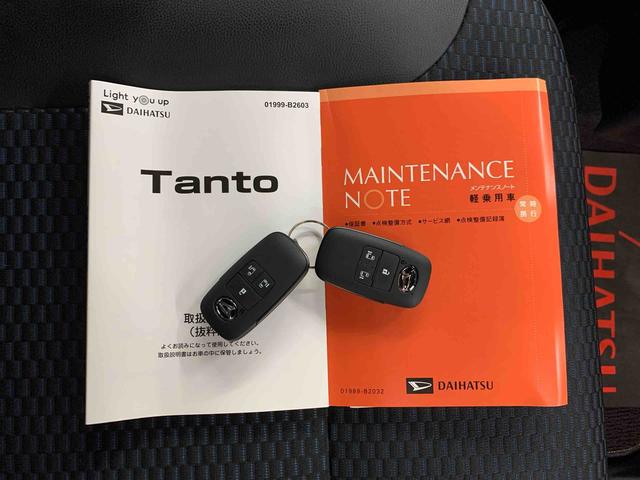 Light you up
DAIHATSU
01999-B2603
Tanto
取扱
(抜粋
よくお読みになって使用してください。
取扱説明書はお車の中に保管しましょう。
MAINTENANCE
NOTE
メンテナンスノート
軽乗用車
常時
携行
•保証書 •点検整備方式 •サービス網 •点検整備記録簿
01999-B2032
DAIHATSU
DAIHATSU